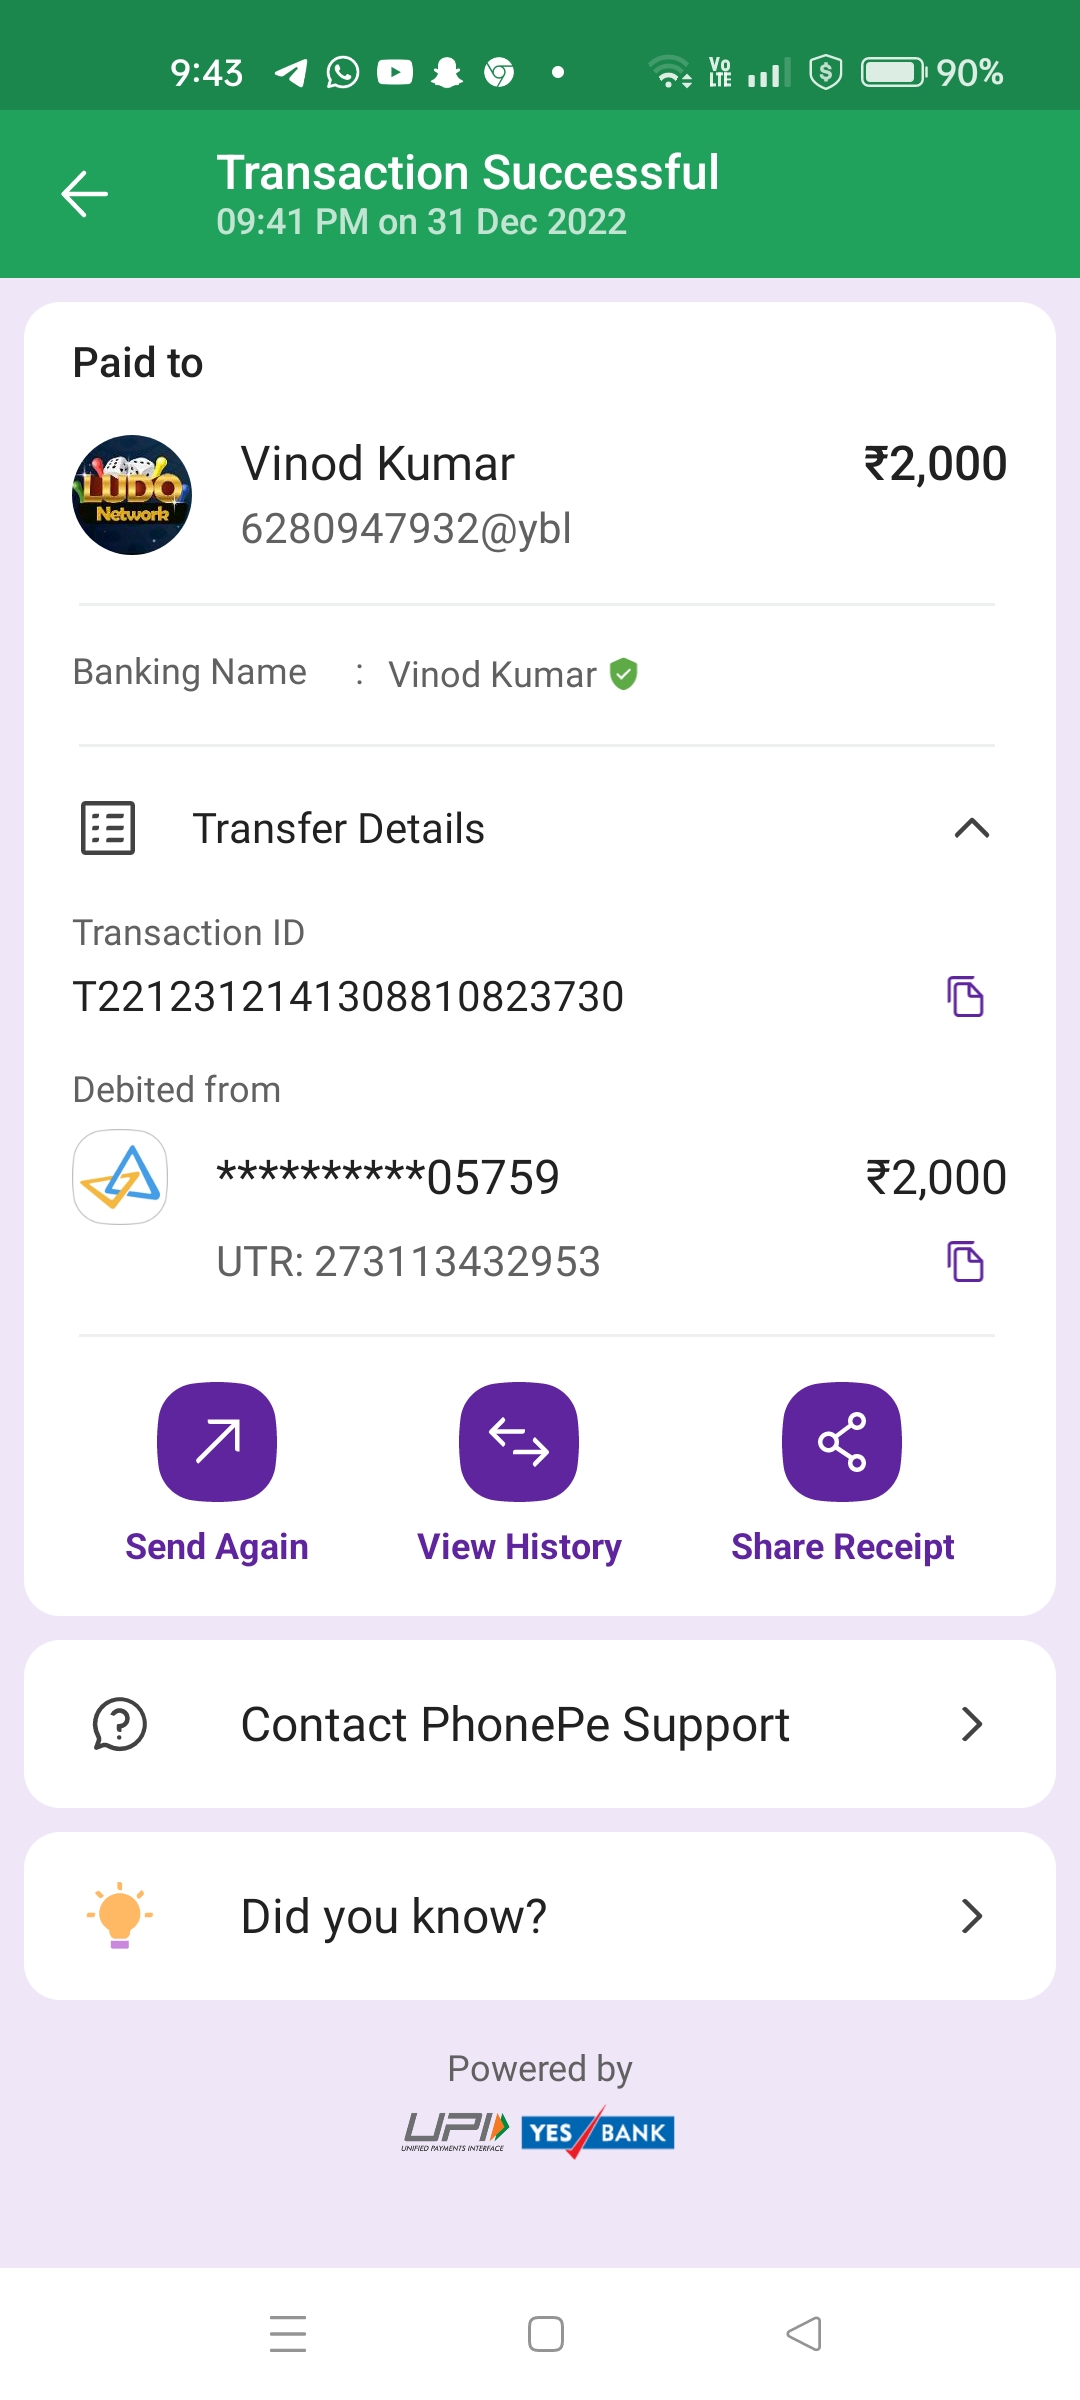 9:43 Vo LTE 90%
Transaction Successful
09:41 PM on 31 Dec 2022
Paid to
LUDO
Network
Vinod Kumar ₹2,000
6280947932@ybl
Banking Name : Vinod Kumar
Transfer Details
Transaction ID
T2212312141308810823730
Debited from
**********05759 ₹2,000
UTR: 273113432953
Send Again View History Share Receipt
Contact PhonePe Support
Did you know?
Powered by
UPI YES BANK
UNIFIED PAYMENTS INTERFACE